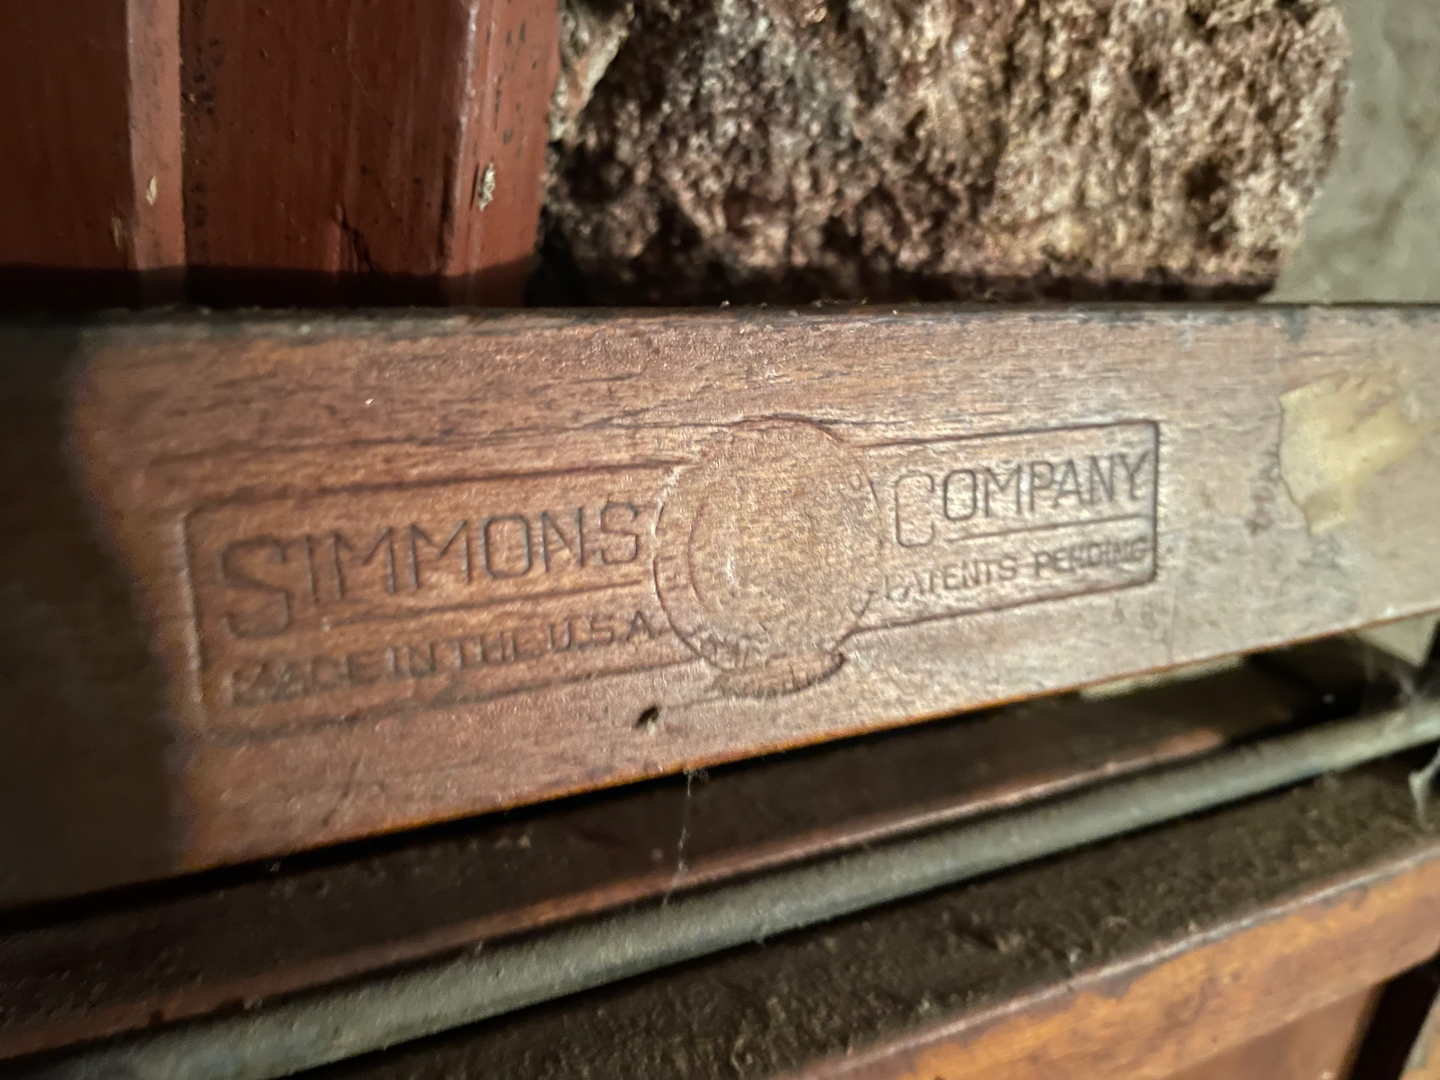 SIMMONS COMPANY
MADE IN THE U.S.A. PATENTS PENDING